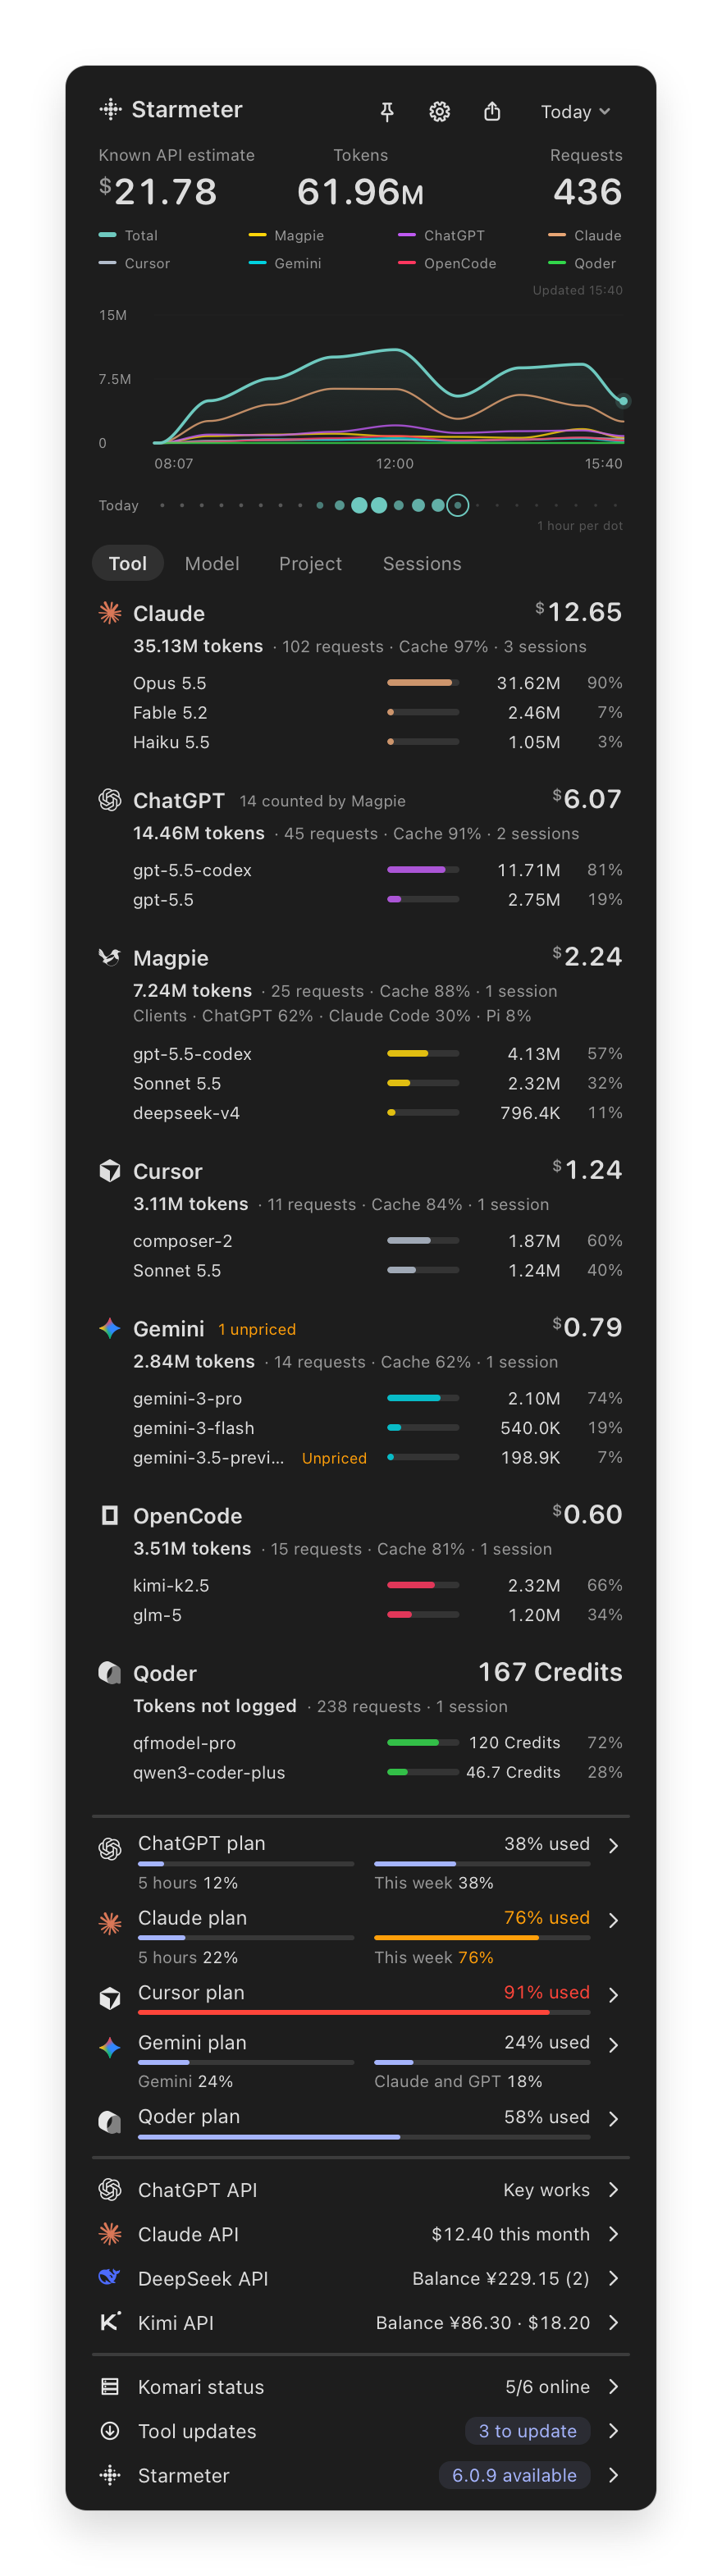 Starmeter Today
Known API estimate Tokens Requests
$21.78 61.96M 436
Total Magpie ChatGPT Claude
Cursor Gemini OpenCode Qoder
Updated 15:40
15M
7.5M
0
08:07 12:00 15:40
Today
1 hour per dot
Tool Model Project Sessions
Claude $12.65
35.13M tokens · 102 requests · Cache 97% · 3 sessions
Opus 5.5 31.62M 90%
Fable 5.2 2.46M 7%
Haiku 5.5 1.05M 3%
ChatGPT 14 counted by Magpie $6.07
14.46M tokens · 45 requests · Cache 91% · 2 sessions
gpt-5.5-codex 11.71M 81%
gpt-5.5 2.75M 19%
Magpie $2.24
7.24M tokens · 25 requests · Cache 88% · 1 session
Clients · ChatGPT 62% · Claude Code 30% · Pi 8%
gpt-5.5-codex 4.13M 57%
Sonnet 5.5 2.32M 32%
deepseek-v4 796.4K 11%
Cursor $1.24
3.11M tokens · 11 requests · Cache 84% · 1 session
composer-2 1.87M 60%
Sonnet 5.5 1.24M 40%
Gemini 1 unpriced $0.79
2.84M tokens · 14 requests · Cache 62% · 1 session
gemini-3-pro 2.10M 74%
gemini-3-flash 540.0K 19%
gemini-3.5-previ... Unpriced 198.9K 7%
OpenCode $0.60
3.51M tokens · 15 requests · Cache 81% · 1 session
kimi-k2.5 2.32M 66%
glm-5 1.20M 34%
Qoder 167 Credits
Tokens not logged · 238 requests · 1 session
qfmodel-pro 120 Credits 72%
qwen3-coder-plus 46.7 Credits 28%
ChatGPT plan 38% used
5 hours 12% This week 38%
Claude plan 76% used
5 hours 22% This week 76%
Cursor plan 91% used
Gemini plan 24% used
Gemini 24% Claude and GPT 18%
Qoder plan 58% used
ChatGPT API Key works
Claude API $12.40 this month
DeepSeek API Balance ¥229.15 (2)
Kimi API Balance ¥86.30 · $18.20
Komari status 5/6 online
Tool updates 3 to update
Starmeter 6.0.9 available